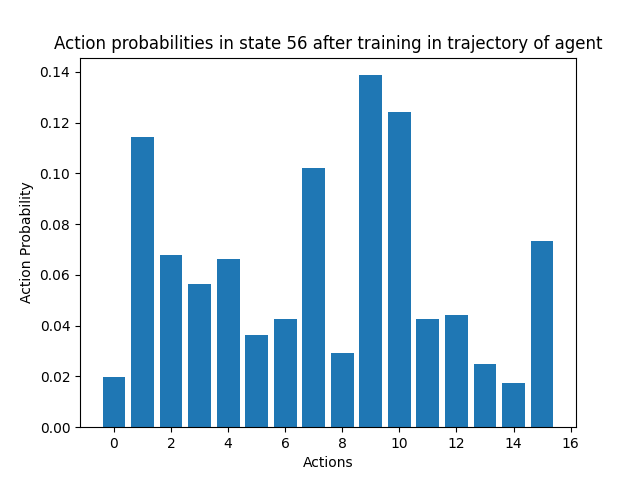 Action probabilities in state 56 after training in trajectory of agent
0.14
0.12
0.10
0.08
0.06
0.04
0.02
0.00
Action Probability
0 2 4 6 8 10 12 14 16
Actions